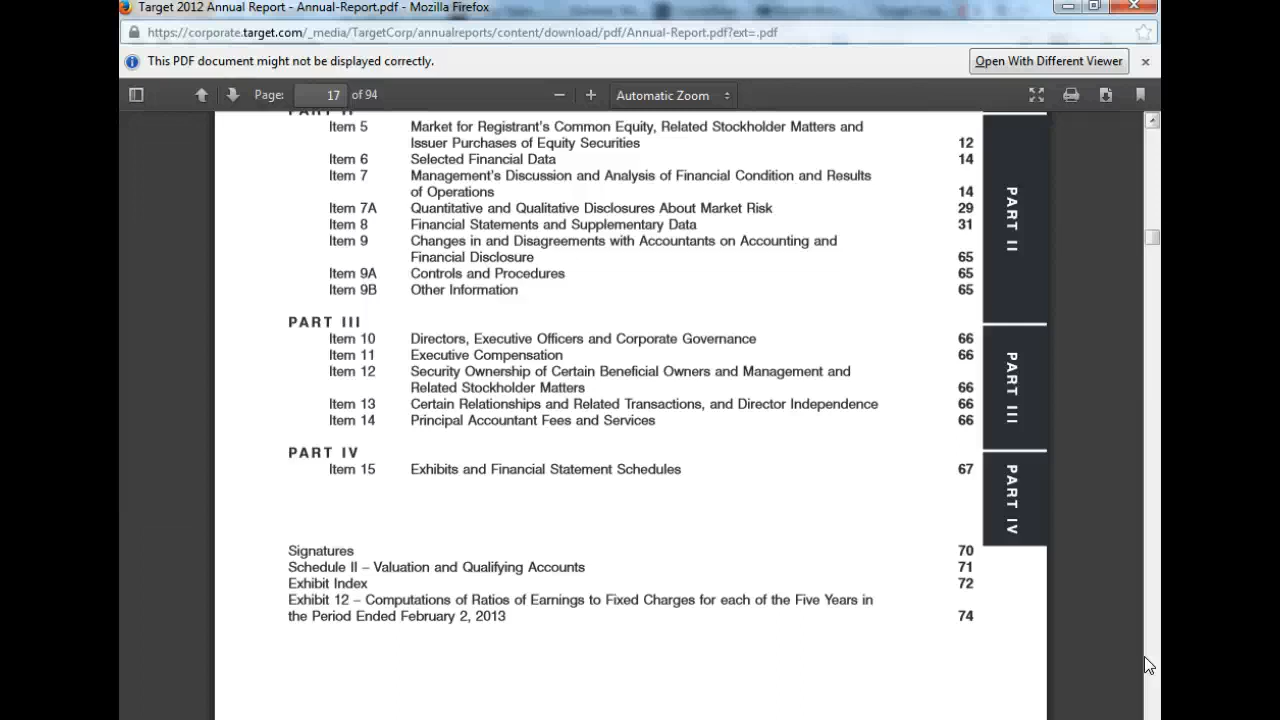 Target 2012 Annual Report - Annual-Report.pdf - Mozilla Firefox
https://corporate.target.com/_media/TargetCorp/annualreports/content/download/pdf/Annual-Report.pdf?ext=.pdf
This PDF document might not be displayed correctly. Open With Different Viewer
Page: 17 of 94 Automatic Zoom
PART II
Item 5 Market for Registrant's Common Equity, Related Stockholder Matters and
Issuer Purchases of Equity Securities 12
Item 6 Selected Financial Data 14
Item 7 Management's Discussion and Analysis of Financial Condition and Results
of Operations 14
Item 7A Quantitative and Qualitative Disclosures About Market Risk 29
Item 8 Financial Statements and Supplementary Data 31
Item 9 Changes in and Disagreements with Accountants on Accounting and
Financial Disclosure 65
Item 9A Controls and Procedures 65
Item 9B Other Information 65
PART II
PART III
Item 10 Directors, Executive Officers and Corporate Governance 66
Item 11 Executive Compensation 66
Item 12 Security Ownership of Certain Beneficial Owners and Management and
Related Stockholder Matters 66
Item 13 Certain Relationships and Related Transactions, and Director Independence 66
Item 14 Principal Accountant Fees and Services 66
PART III
PART IV
Item 15 Exhibits and Financial Statement Schedules 67
PART IV
Signatures 70
Schedule II – Valuation and Qualifying Accounts 71
Exhibit Index 72
Exhibit 12 – Computations of Ratios of Earnings to Fixed Charges for each of the Five Years in
the Period Ended February 2, 2013 74